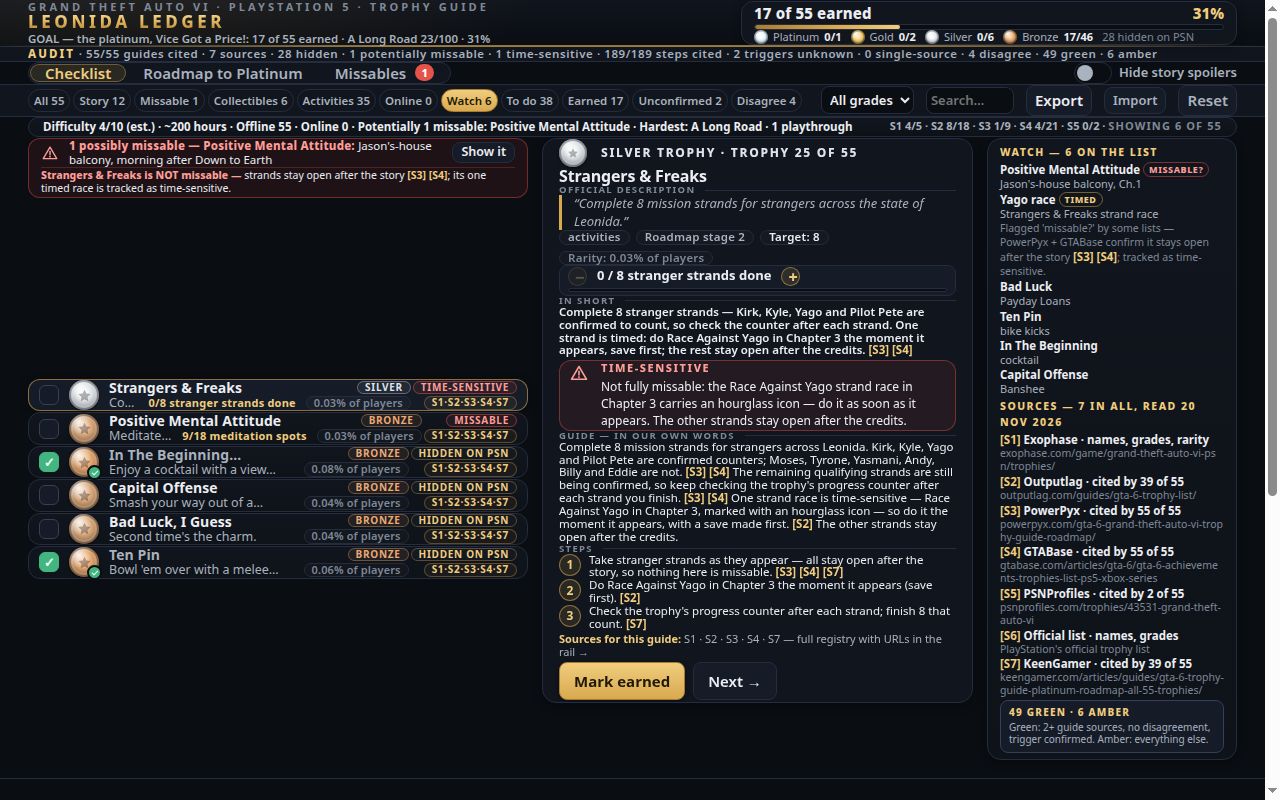 GRAND THEFT AUTO VI · PLAYSTATION 5 · TROPHY GUIDE
LEONIDA LEDGER
GOAL — the platinum, Vice Got a Price!: 17 of 55 earned · A Long Road 23/100 · 31%
17 of 55 earned 31%
Platinum 0/1 Gold 0/2 Silver 0/6 Bronze 17/46 28 hidden on PSN
AUDIT · 55/55 guides cited · 7 sources · 28 hidden · 1 potentially missable · 1 time-sensitive · 189/189 steps cited · 2 triggers unknown · 0 single-source · 4 disagree · 49 green · 6 amber
Checklist Roadmap to Platinum Missables 1 Hide story spoilers
All 55 Story 12 Missable 1 Collectibles 6 Activities 35 Online 0 Watch 6 To do 38 Earned 17 Unconfirmed 2 Disagree 4 All grades Search... Export Import Reset
Difficulty 4/10 (est.) · ~200 hours · Offline 55 · Online 0 · Potentially 1 missable: Positive Mental Attitude · Hardest: A Long Road · 1 playthrough S1 4/5 · S2 8/18 · S3 1/9 · S4 4/21 · S5 0/2 · SHOWING 6 OF 55
1 possibly missable — Positive Mental Attitude: Jason's-house
balcony, morning after Down to Earth
Show it
Strangers & Freaks is NOT missable — strands stay open after the story [S3] [S4]; its one
timed race is tracked as time-sensitive.
Strangers & Freaks SILVER TIME-SENSITIVE
Co... 0/8 stranger strands done 0.03% of players S1·S2·S3·S4·S7
Positive Mental Attitude BRONZE MISSABLE
Meditate... 9/18 meditation spots 0.03% of players S1·S2·S3·S4·S7
In The Beginning... BRONZE HIDDEN ON PSN
Enjoy a cocktail with a view... 0.08% of players S1·S2·S3·S4·S7
Capital Offense BRONZE HIDDEN ON PSN
Smash your way out of a... 0.04% of players S1·S2·S3·S4·S7
Bad Luck, I Guess BRONZE HIDDEN ON PSN
Second time's the charm. 0.04% of players S1·S2·S3·S4·S7
Ten Pin BRONZE HIDDEN ON PSN
Bowl 'em over with a melee... 0.06% of players S1·S2·S3·S4·S7
SILVER TROPHY · TROPHY 25 OF 55
Strangers & Freaks
OFFICIAL DESCRIPTION
“Complete 8 mission strands for strangers across the state of
Leonida.”
activities Roadmap stage 2 Target: 8
Rarity: 0.03% of players
− 0 / 8 stranger strands done +
IN SHORT
Complete 8 stranger strands — Kirk, Kyle, Yago and Pilot Pete are
confirmed to count, so check the counter after each strand. One
strand is timed: do Race Against Yago in Chapter 3 the moment it
appears, save first; the rest stay open after the credits. [S3] [S4]
TIME-SENSITIVE
Not fully missable: the Race Against Yago strand race in
Chapter 3 carries an hourglass icon — do it as soon as it
appears. The other strands stay open after the credits.
GUIDE — IN OUR OWN WORDS
Complete 8 mission strands for strangers across Leonida. Kirk, Kyle, Yago
and Pilot Pete are confirmed counters; Moses, Tyrone, Yasmani, Andy,
Billy and Eddie are not. [S3] [S4] The remaining qualifying strands are still
being confirmed, so keep checking the trophy's progress counter after
each strand you finish. [S3] [S4] One strand race is time-sensitive — Race
Against Yago in Chapter 3, marked with an hourglass icon — so do it the
moment it appears, with a save made first. [S2] The other strands stay
open after the credits.
STEPS
1 Take stranger strands as they appear — all stay open after the
story, so nothing here is missable. [S3] [S4] [S7]
2 Do Race Against Yago in Chapter 3 the moment it appears (save
first). [S2]
3 Check the trophy's progress counter after each strand; finish 8 that
count. [S7]
Sources for this guide: S1 · S2 · S3 · S4 · S7 — full registry with URLs in the
rail →
Mark earned Next →
WATCH — 6 ON THE LIST
Positive Mental Attitude MISSABLE?
Jason's-house balcony, Ch.1
Yago race TIMED
Strangers & Freaks strand race
Flagged 'missable?' by some lists —
PowerPyx + GTABase confirm it stays open
after the story [S3] [S4]; tracked as time-
sensitive.
Bad Luck
Payday Loans
Ten Pin
bike kicks
In The Beginning
cocktail
Capital Offense
Banshee
SOURCES — 7 IN ALL, READ 20
NOV 2026
[S1] Exophase · names, grades, rarity
exophase.com/game/grand-theft-auto-vi-ps
n/trophies/
[S2] Outputlag · cited by 39 of 55
outputlag.com/guides/gta-6-trophy-list/
[S3] PowerPyx · cited by 55 of 55
powerpyx.com/gta-6-grand-theft-auto-vi-trop
hy-guide-roadmap/
[S4] GTABase · cited by 55 of 55
gtabase.com/articles/gta-6/gta-6-achieveme
nts-trophies-list-ps5-xbox-series
[S5] PSNProfiles · cited by 2 of 55
psnprofiles.com/trophies/43531-grand-theft-
auto-vi
[S6] Official list · names, grades
PlayStation's official trophy list
[S7] KeenGamer · cited by 39 of 55
keengamer.com/articles/guides/gta-6-trophy-
guide-platinum-roadmap-all-55-trophies/
49 GREEN · 6 AMBER
Green: 2+ guide sources, no disagreement,
trigger confirmed. Amber: everything else.